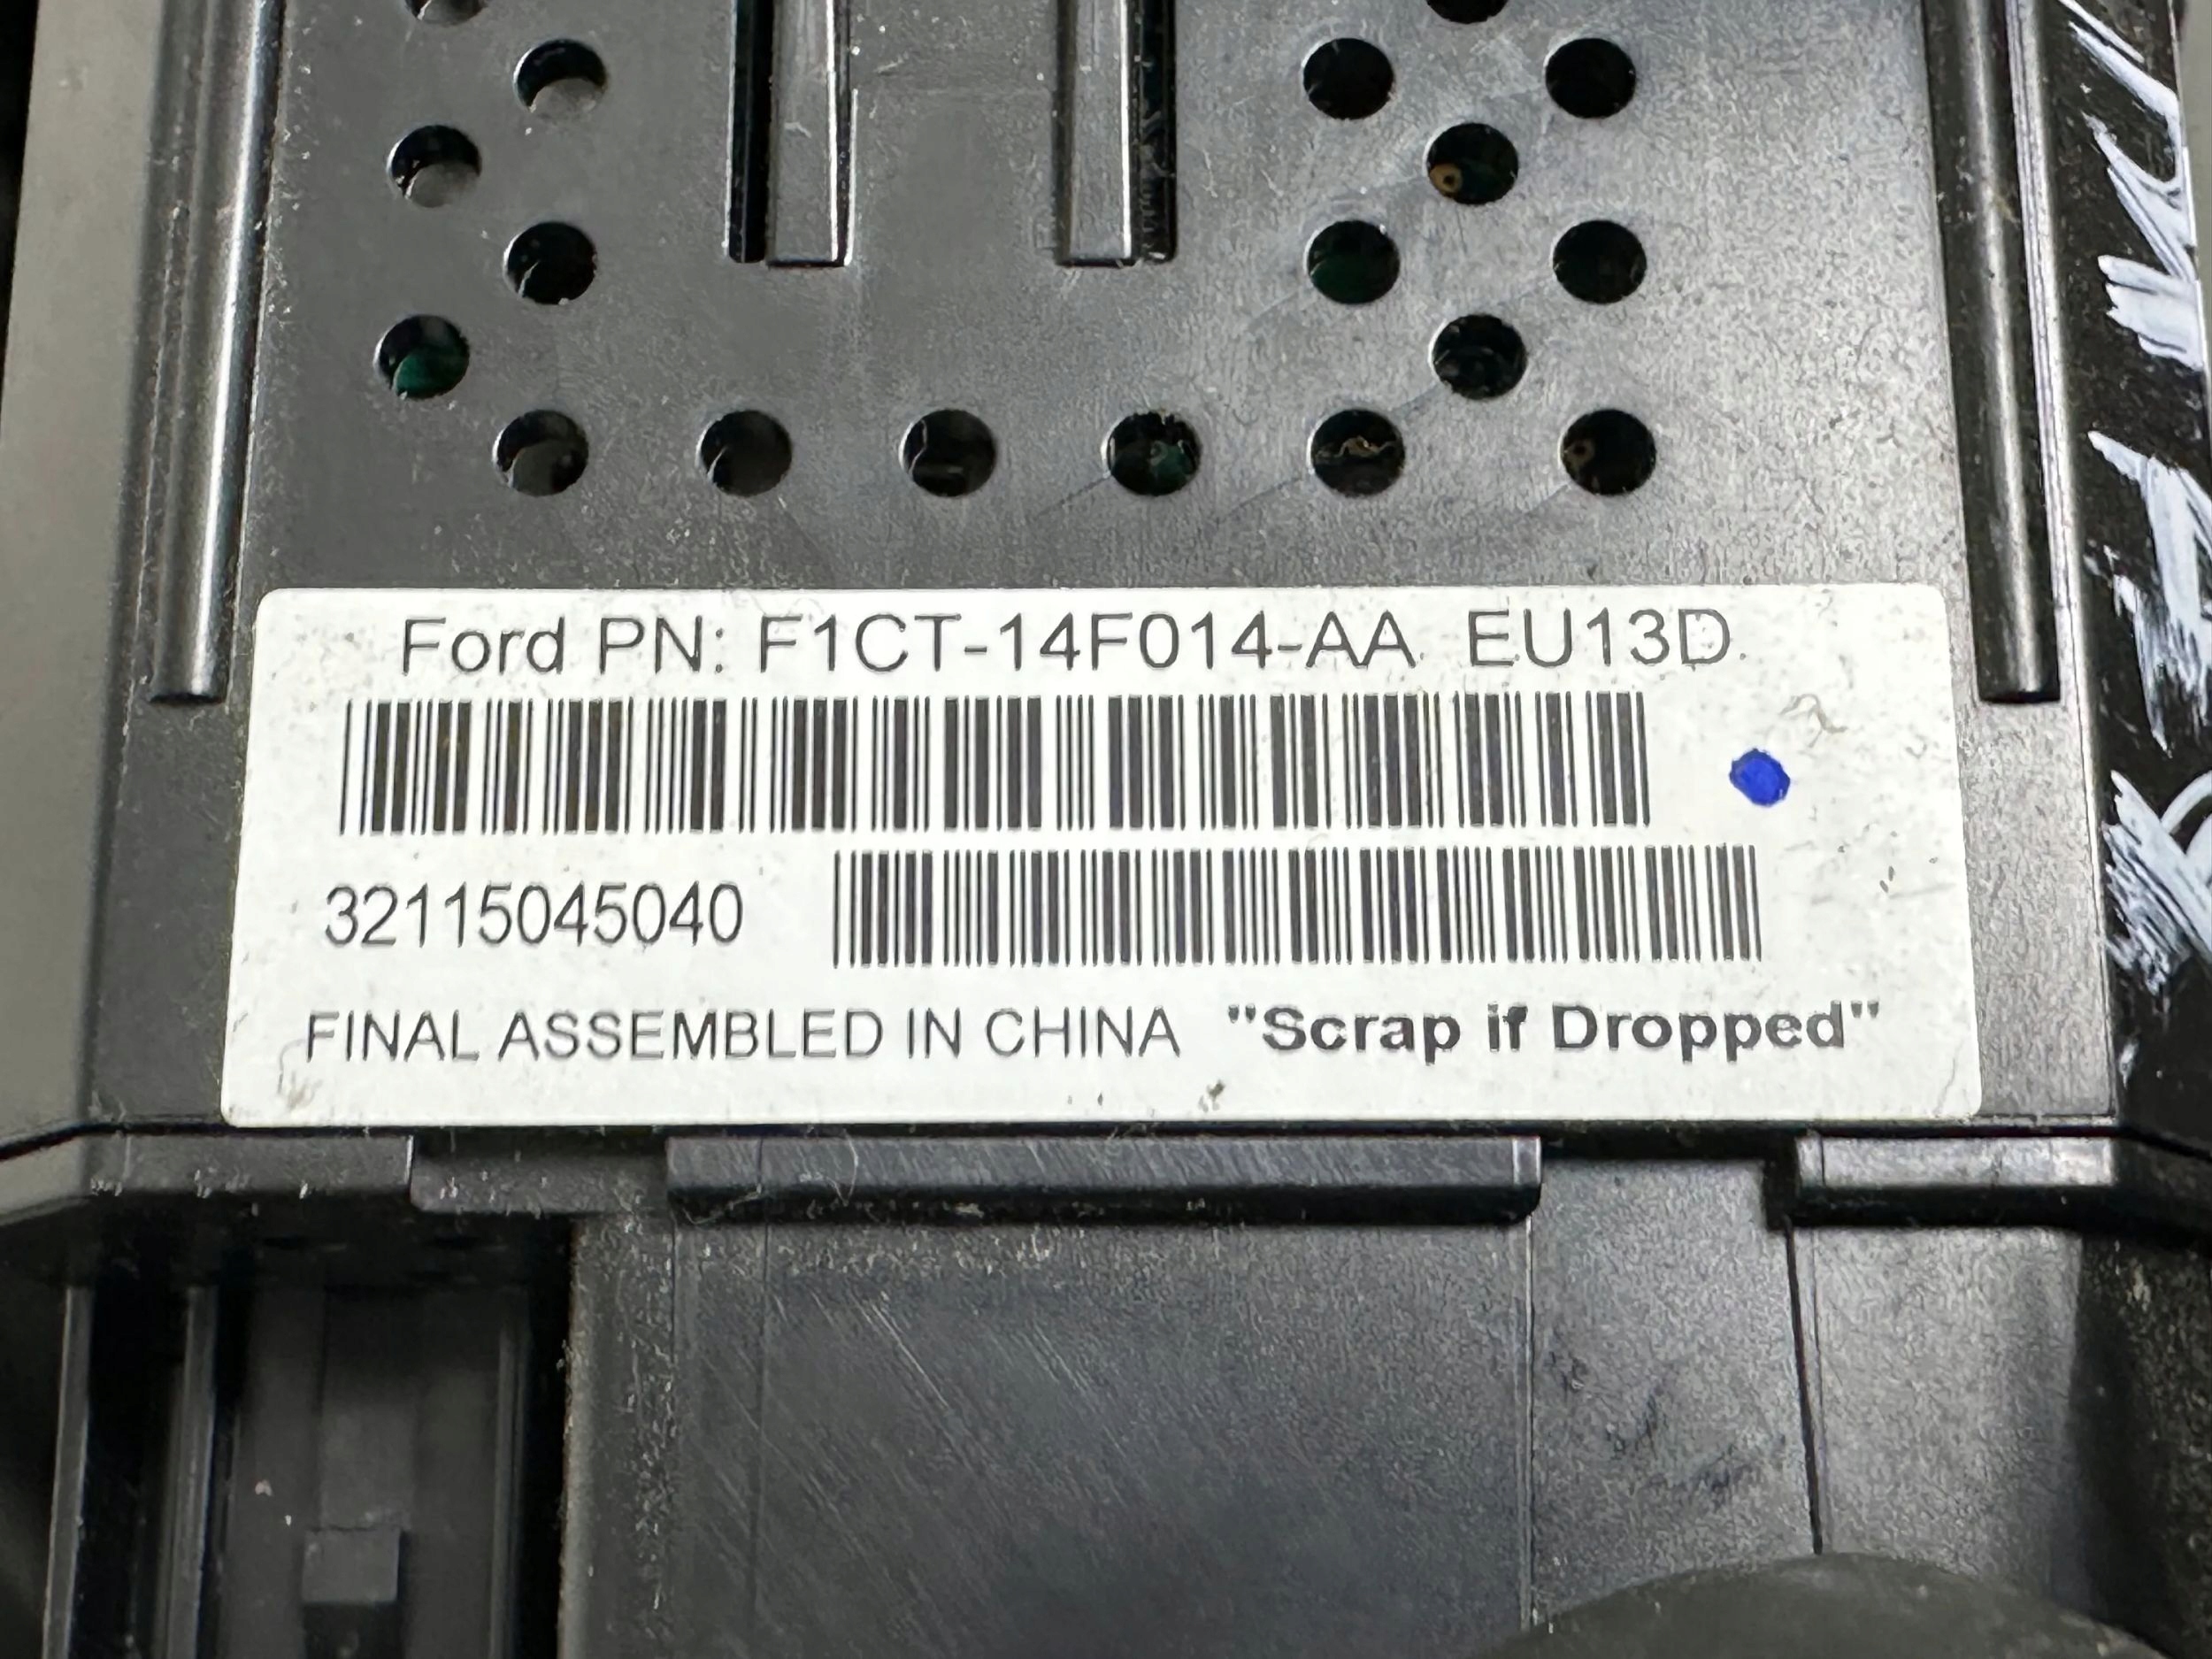 Ford PN: F1CT-14F014-AA EU13D
32115045040
FINAL ASSEMBLED IN CHINA "Scrap if Dropped"